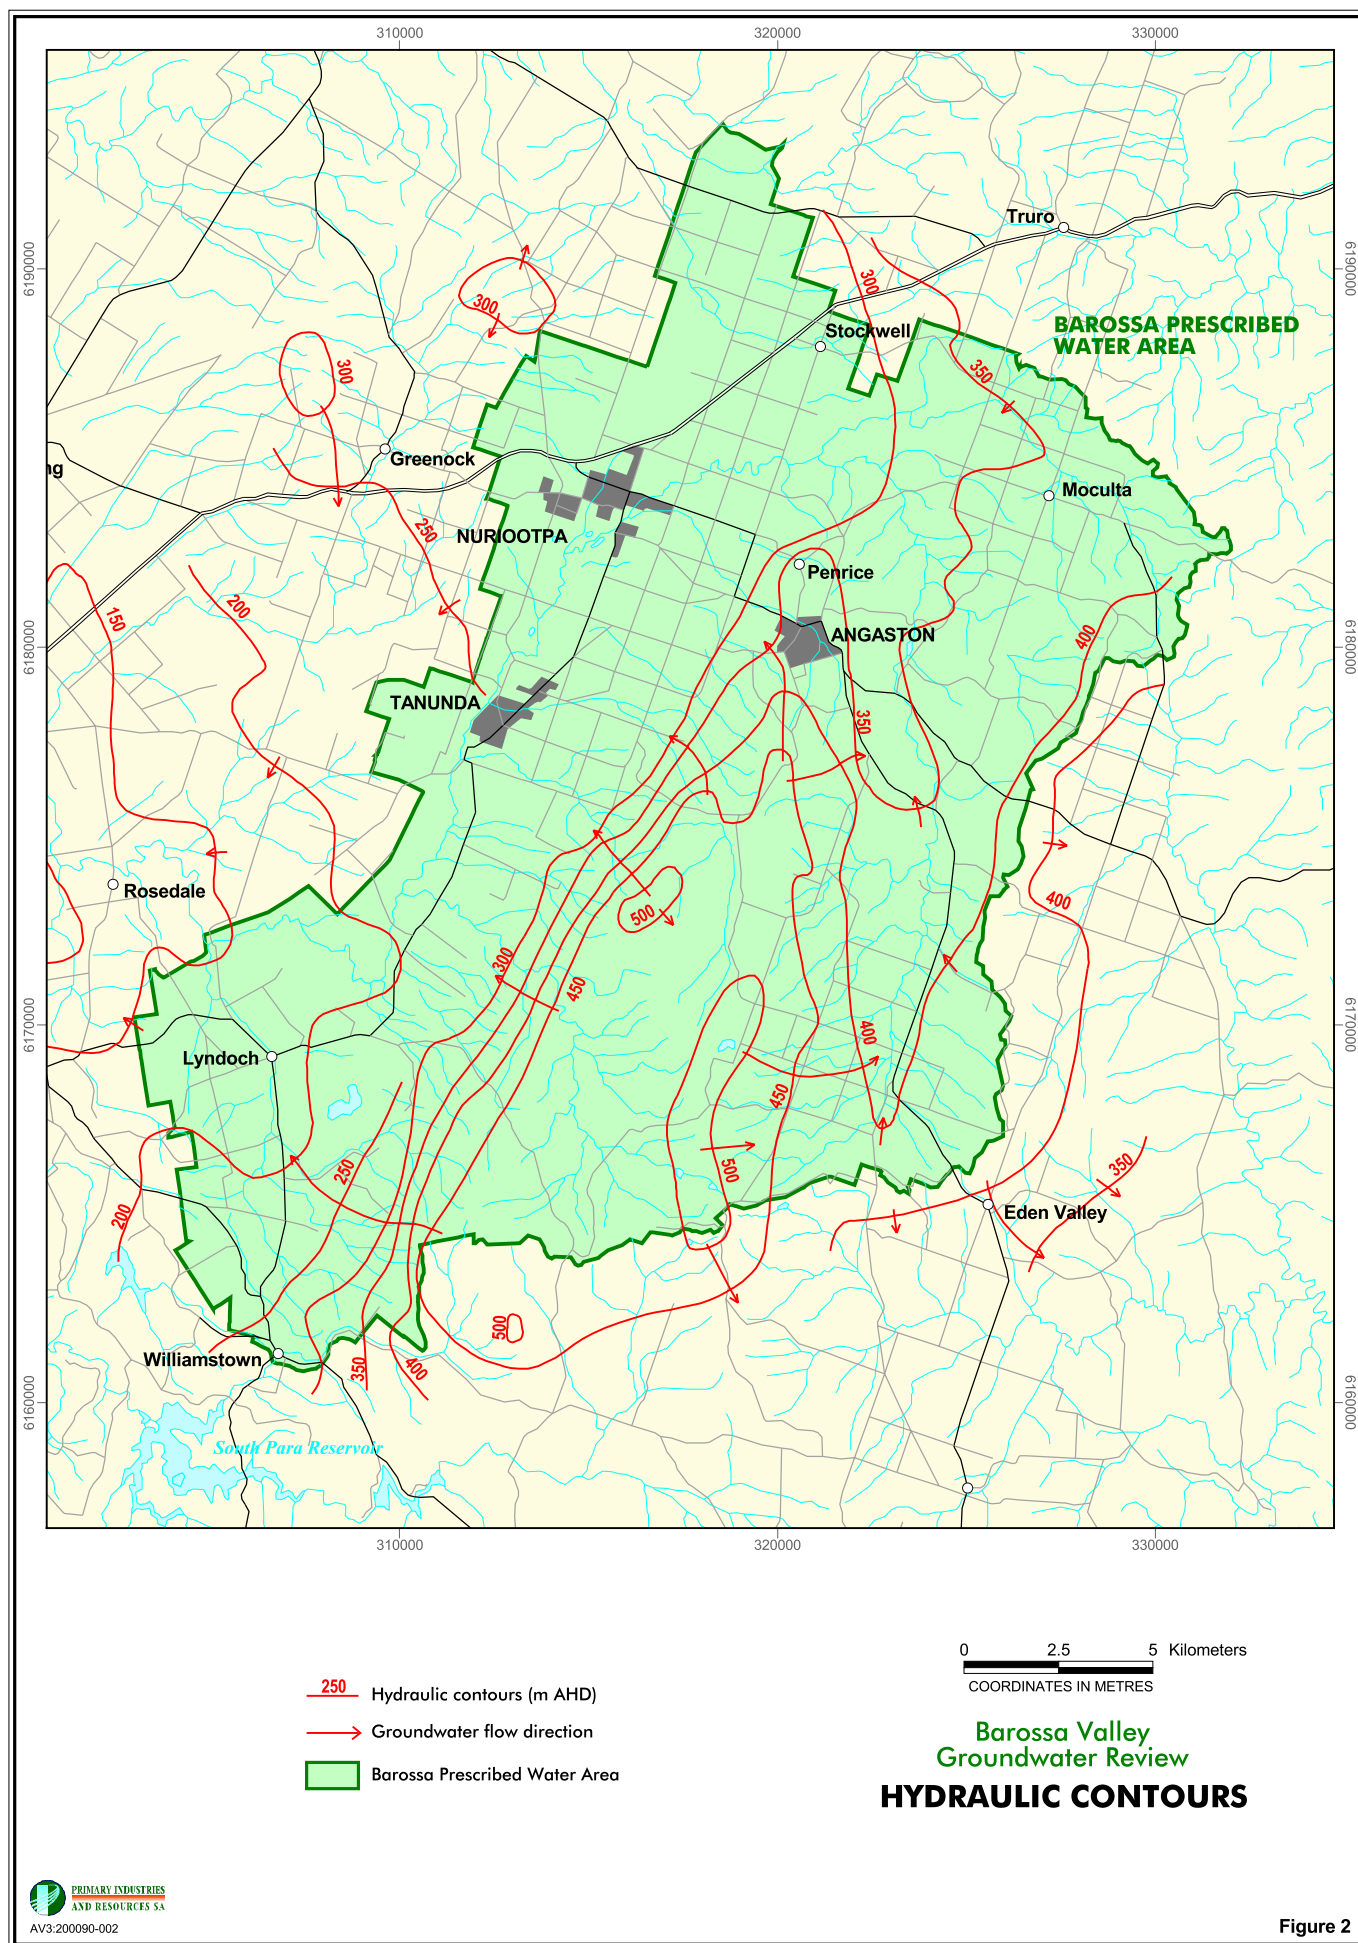 310000
320000
330000
6190000
6190000
Truro
300
BAROSSA PRESCRIBED
WATER AREA
300
Stockwell
300
350
Greenock
ng
Moculta
250
NURIOOTPA
Penrice
200
150
ANGASTON
400
6180000
6180000
TANUNDA
350
Rosedale
400
500
300
450
6170000
6170000
400
Lyndoch
450
250
500
350
200
Eden Valley
500
Williamstown
350
400
6160000
6160000
South Para Reservoir
310000
320000
330000
0 2.5 5 Kilometers
COORDINATES IN METRES
250 Hydraulic contours (m AHD)
Groundwater flow direction
Barossa Prescribed Water Area
Barossa Valley
Groundwater Review
HYDRAULIC CONTOURS
PRIMARY INDUSTRIES
AND RESOURCES SA
AV3:200090-002
Figure 2